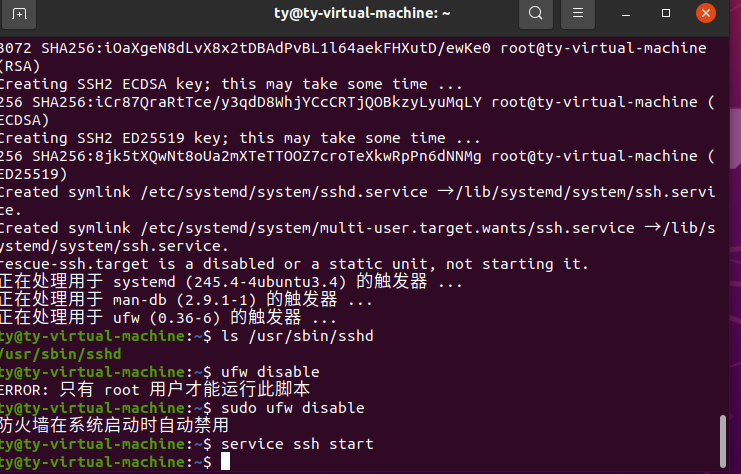 ty@ty-virtual-machine: ~
3072 SHA256:iOaXgeN8dLvX8x2tDBAdPvBL1l64aekFHXutD/ewKe0 root@ty-virtual-machine
(RSA)
Creating SSH2 ECDSA key; this may take some time ...
256 SHA256:iCr87QraRtTce/y3qdD8WhjYCcCRTjQOBkzyLyuMqLY root@ty-virtual-machine (
ECDSA)
Creating SSH2 ED25519 key; this may take some time ...
256 SHA256:8jk5tXQwNt8oUa2mXTeTTOOZ7croTeXkwRpPn6dNNMg root@ty-virtual-machine (
ED25519)
Created symlink /etc/systemd/system/sshd.service → /lib/systemd/system/ssh.servi
ce.
Created symlink /etc/systemd/system/multi-user.target.wants/ssh.service → /lib/s
ystemd/system/ssh.service.
rescue-ssh.target is a disabled or a static unit, not starting it.
正在处理用于 systemd (245.4-4ubuntu3.4) 的触发器 ...
正在处理用于 man-db (2.9.1-1) 的触发器 ...
正在处理用于 ufw (0.36-6) 的触发器 ...
ty@ty-virtual-machine:~$ ls /usr/sbin/sshd
/usr/sbin/sshd
ty@ty-virtual-machine:~$ ufw disable
ERROR: 只有 root 用户才能运行此脚本
ty@ty-virtual-machine:~$ sudo ufw disable
防火墙在系统启动时自动禁用
ty@ty-virtual-machine:~$ service ssh start
ty@ty-virtual-machine:~$